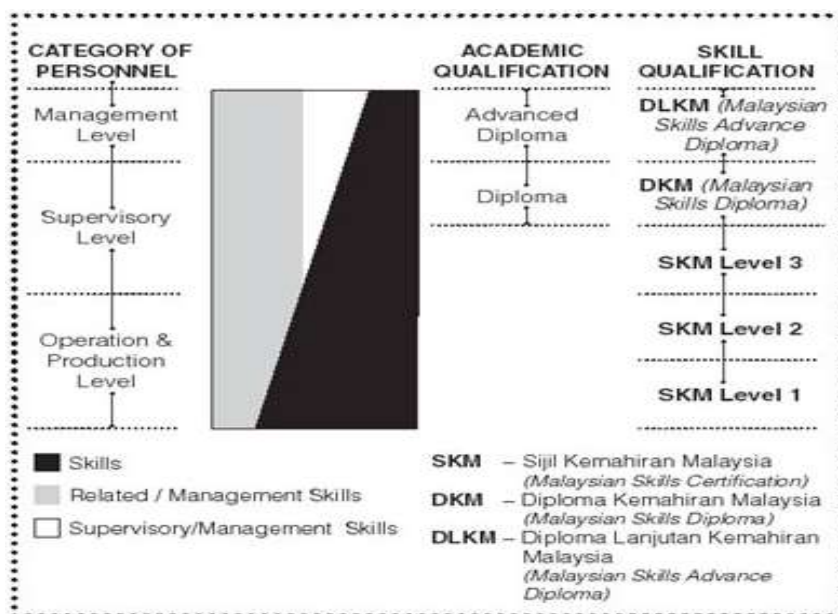 CATEGORY OF
PERSONNEL
Management
Level
Supervisory
Level
Operation &
Production
Level
ACADEMIC
QUALIFICATION
Advanced
Diploma
Diploma
SKILL
QUALIFICATION
DLKM (Malaysian
Skills Advance
Diploma)
DKM (Malaysian
Skills Diploma)
SKM Level 3
SKM Level 2
SKM Level 1
Skills
Related / Management Skills
Supervisory/Management Skills
SKM – Sijil Kemahiran Malaysia
(Malaysian Skills Certification)
DKM – Diploma Kemahiran Malaysia
(Malaysian Skills Diploma)
DLKM – Diploma Lanjutan Kemahiran
Malaysia
(Malaysian Skills Advance
Diploma)